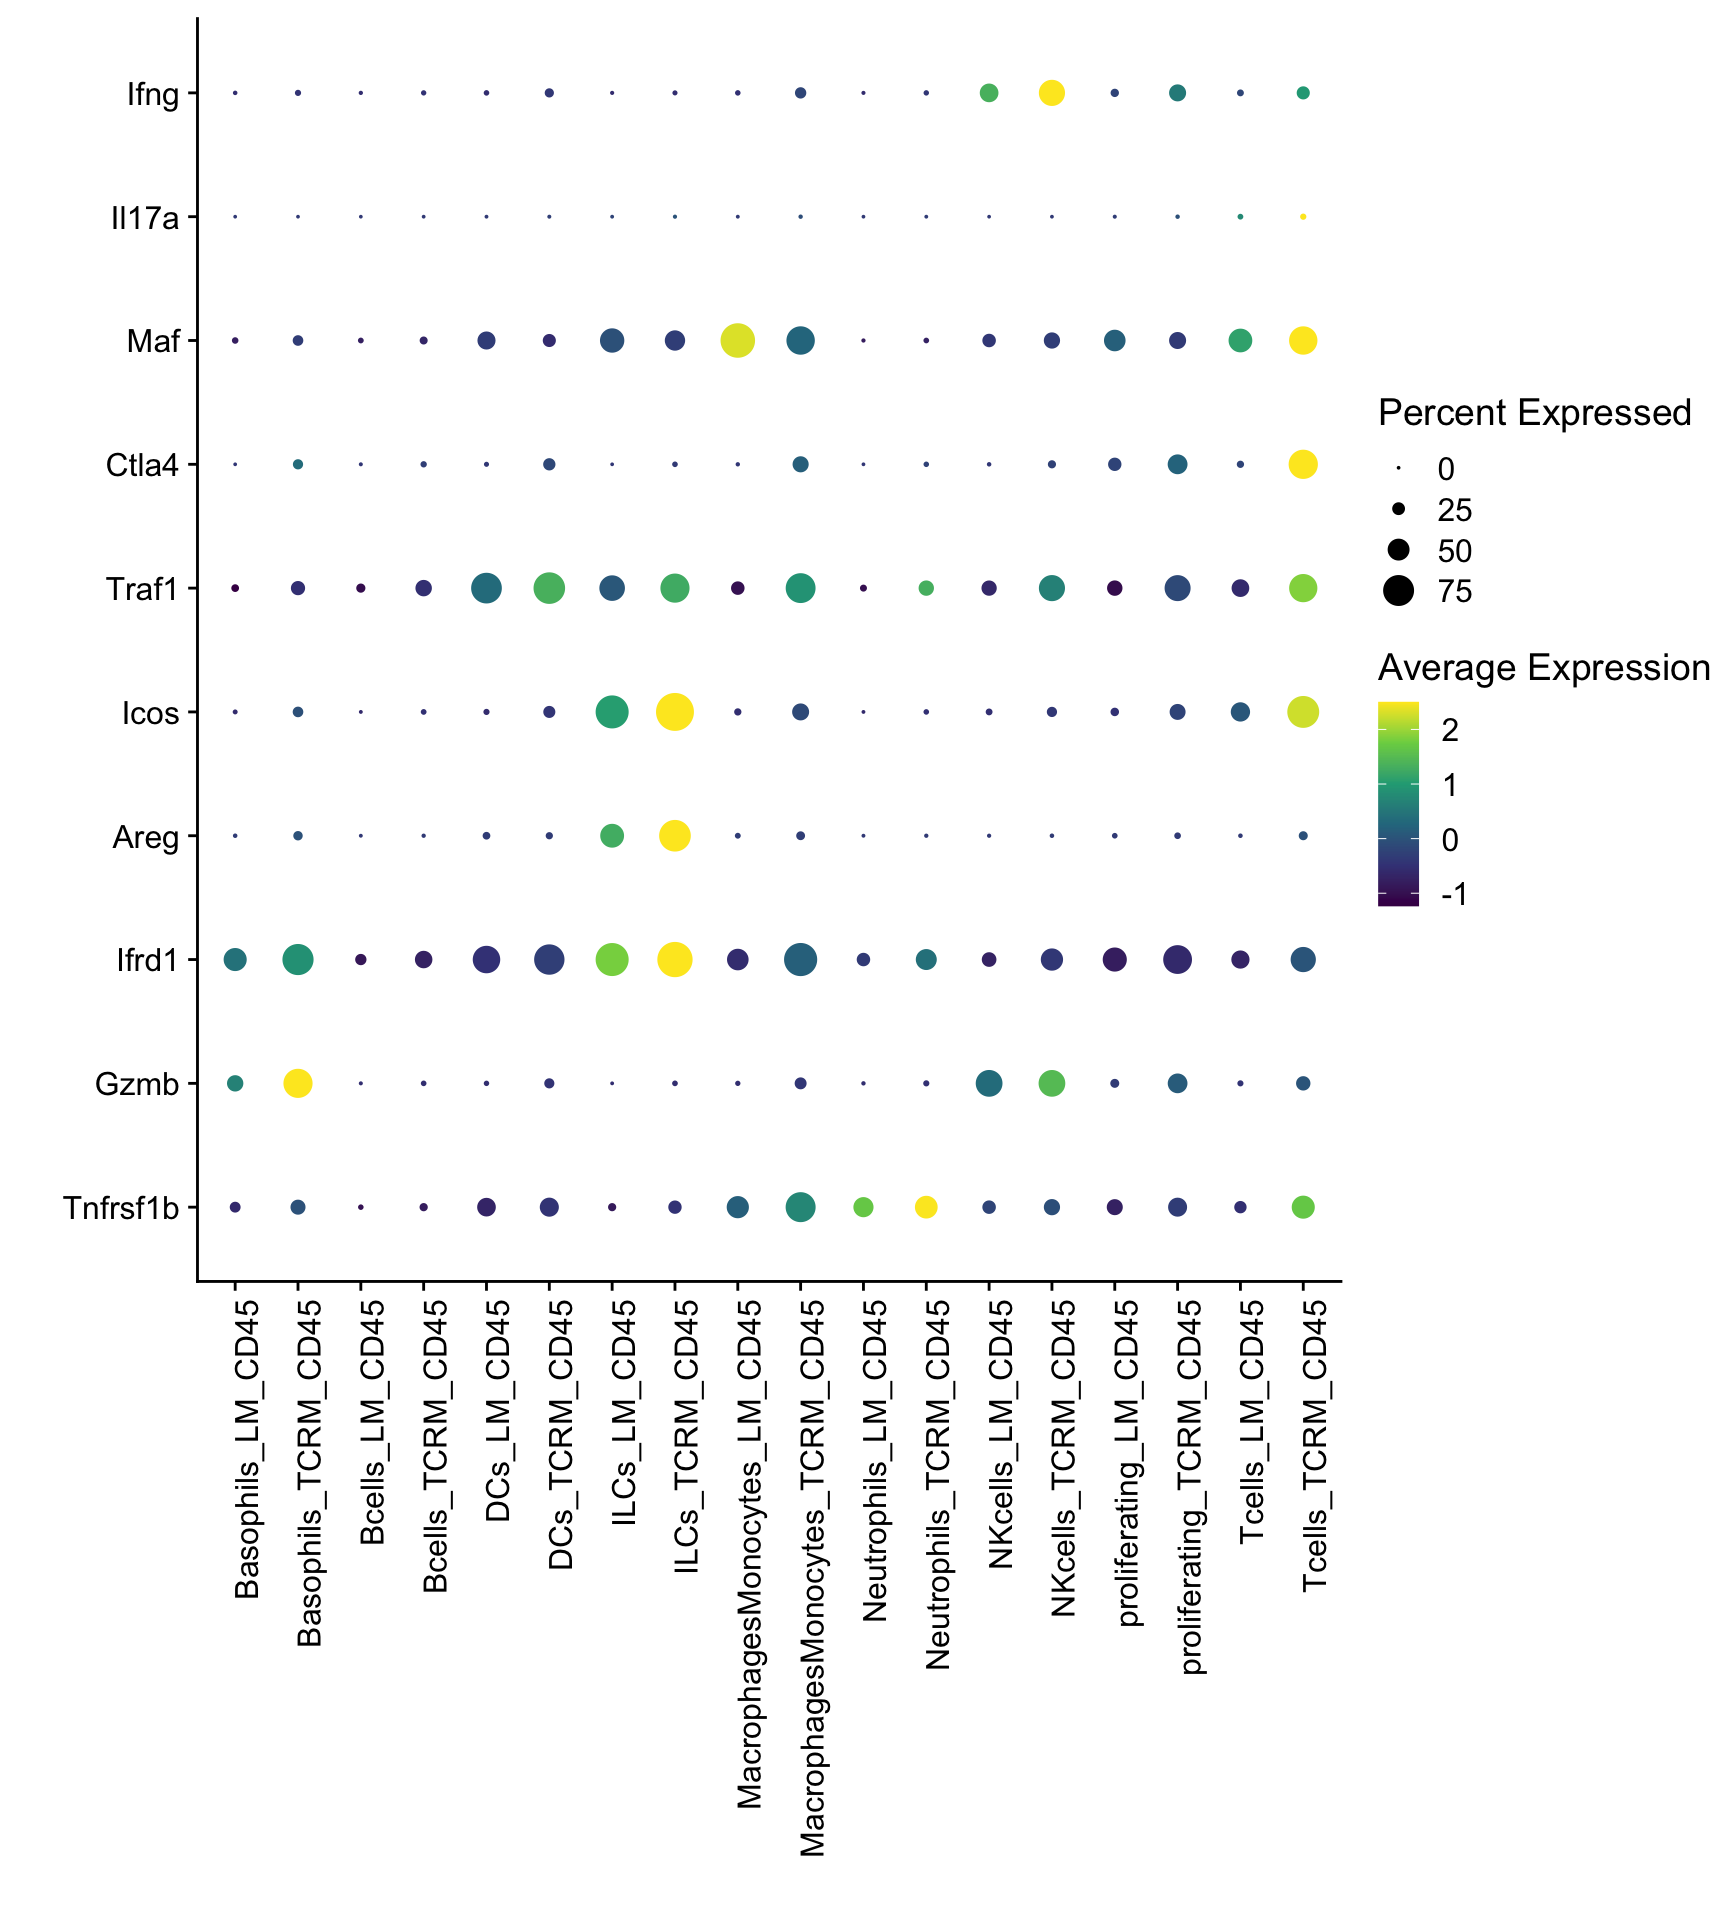 Ifng
Il17a
Maf
Ctla4
Traf1
Icos
Areg
Ifrd1
Gzmb
Tnfrsf1b
Basophils_LM_CD45
Basophils_TCRM_CD45
Bcells_LM_CD45
Bcells_TCRM_CD45
DCs_LM_CD45
DCs_TCRM_CD45
ILCs_LM_CD45
ILCs_TCRM_CD45
MacrophagesMonocytes_LM_CD45
MacrophagesMonocytes_TCRM_CD45
Neutrophils_LM_CD45
Neutrophils_TCRM_CD45
NKcells_LM_CD45
NKcells_TCRM_CD45
proliferating_LM_CD45
proliferating_TCRM_CD45
Tcells_LM_CD45
Tcells_TCRM_CD45
Percent Expressed
0
25
50
75
Average Expression
2
1
0
-1